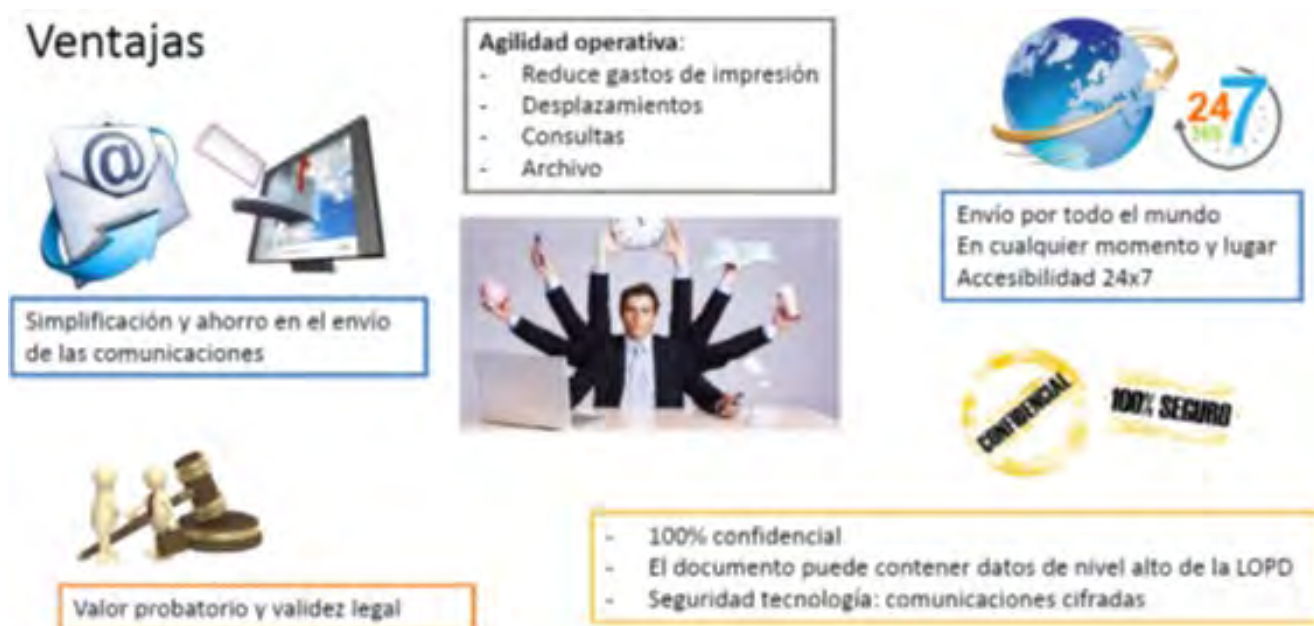 Ventajas
Agilidad operativa:
- Reduce gastos de impresión
- Desplazamientos
- Consultas
- Archivo
24
7
Envío por todo el mundo
En cualquier momento y lugar
Accesibilidad 24x7
@
Simplificación y ahorro en el envío
de las comunicaciones
CONFIDENCIAL
100% SEGURO
- 100% confidencial
- El documento puede contener datos de nivel alto de la LOPD
- Seguridad tecnología: comunicaciones cifradas
Valor probatorio y validez legal